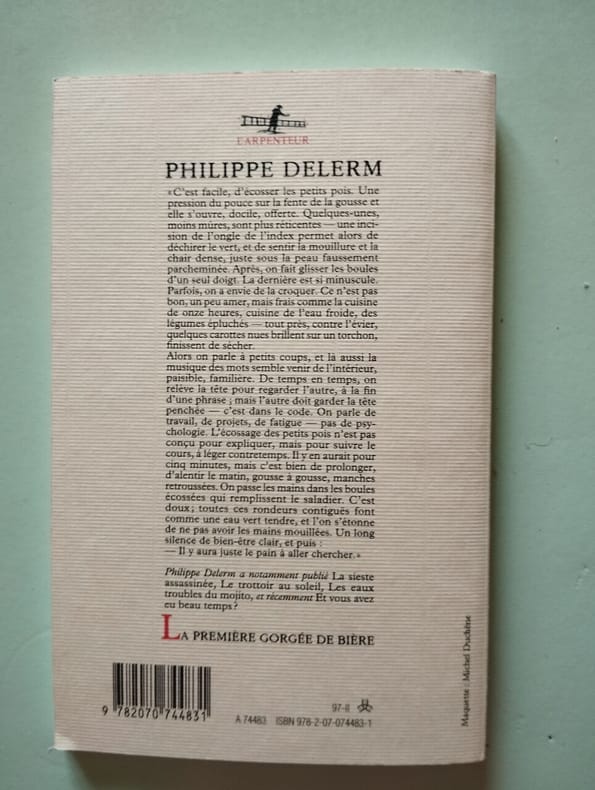 L'ARPENTEUR
PHILIPPE DELERM
« C'est facile, d'écosser les petits pois. Une
pression du pouce sur la fente de la gousse et
elle s'ouvre, docile, offerte. Quelques-unes,
moins mûres, sont plus réticentes — une inci-
sion de l'ongle de l'index permet alors de
déchirer le vert, et de sentir la mouillure et la
chair dense, juste sous la peau faussement
parcheminée. Après, on fait glisser les boules
d'un seul doigt. La dernière est si minuscule.
Parfois, on a envie de la croquer. Ce n'est pas
bon, un peu amer, mais frais comme la cuisine
de onze heures, cuisine de l'eau froide, des
légumes épluchés — tout près, contre l'évier,
quelques carottes nues brillent sur un torchon,
finissent de sécher.
Alors on parle à petits coups, et là aussi la
musique des mots semble venir de l'intérieur,
paisible, familière. De temps en temps, on
relève la tête pour regarder l'autre, à la fin
d'une phrase ; mais l'autre doit garder la tête
penchée — c'est dans le code. On parle de
travail, de projets, de fatigue — pas de psy-
chologie. L'écossage des petits pois n'est pas
conçu pour expliquer, mais pour suivre le
cours, à léger contretemps. Il y en aurait pour
cinq minutes, mais c'est bien de prolonger,
d'alentir le matin, gousse à gousse, manches
retroussées. On passe les mains dans les boules
écossées qui remplissent le saladier. C'est
doux ; toutes ces rondeurs contiguës font
comme une eau vert tendre, et l'on s'étonne
de ne pas avoir les mains mouillées. Un long
silence de bien-être clair, et puis :
— Il y aura juste le pain à aller chercher. »
Philippe Delerm a notamment publié La sieste
assassinée, Le trottoir au soleil, Les eaux
troubles du mojito, et récemment Et vous avez
eu beau temps ?
LA PREMIÈRE GORGÉE DE BIÈRE
Maquette : Michel Duchêne
97-II
9 782070 744831
A 74483 ISBN 978-2-07-074483-1